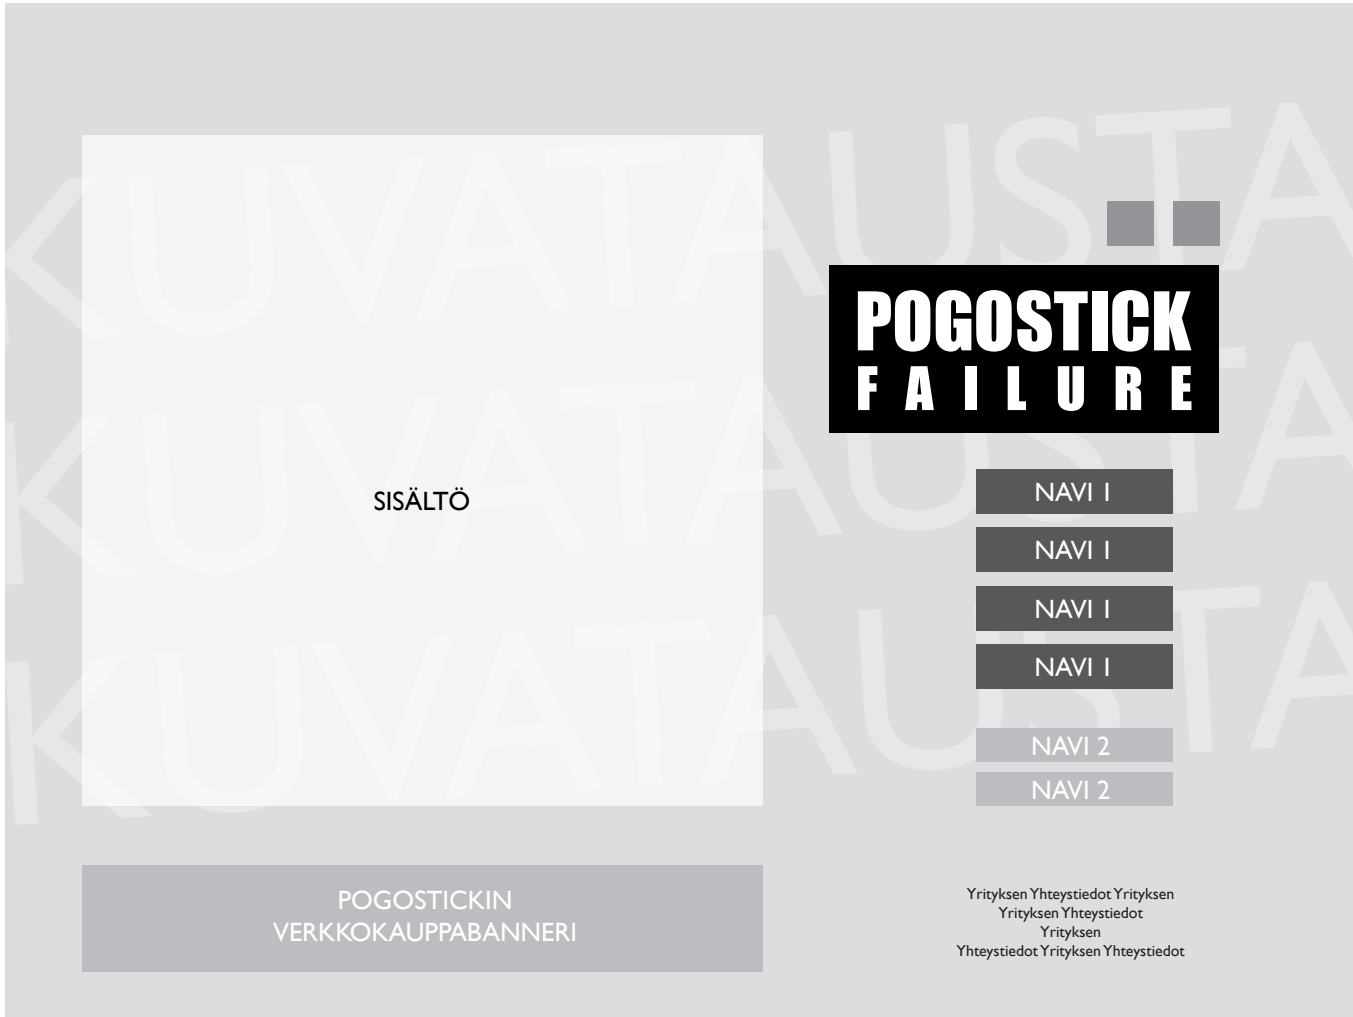 KUVATAUSTA
KUVATAUSTA
KUVATAUSTA
SISÄLTÖ
POGOSTICKIN
VERKKOKAUPPABANNERI
POGOSTICK
FAILURE
NAVI 1
NAVI 1
NAVI 1
NAVI 1
NAVI 2
NAVI 2
Yrityksen Yhteystiedot Yrityksen
Yrityksen Yhteystiedot
Yrityksen
Yhteystiedot Yrityksen Yhteystiedot